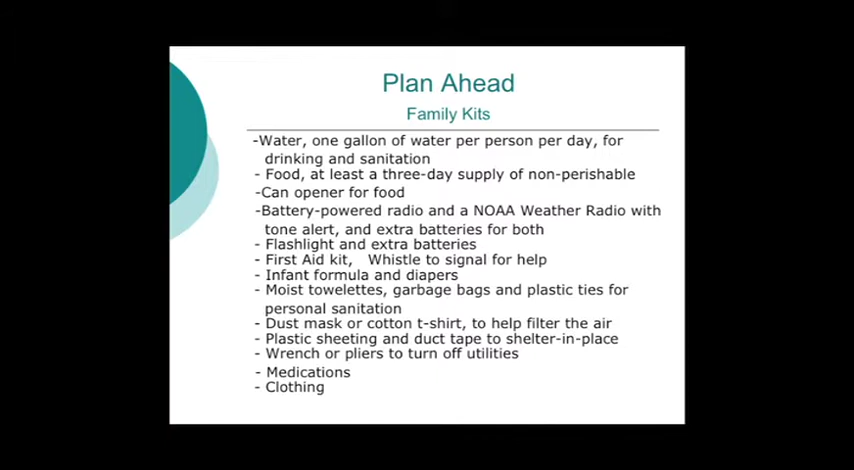 Plan Ahead
Family Kits
-Water, one gallon of water per person per day, for
drinking and sanitation
- Food, at least a three-day supply of non-perishable
- Can opener for food
-Battery-powered radio and a NOAA Weather Radio with
tone alert, and extra batteries for both
- Flashlight and extra batteries
- First Aid kit,   Whistle to signal for help
- Infant formula and diapers
- Moist towelettes, garbage bags and plastic ties for
personal sanitation
- Dust mask or cotton t-shirt, to help filter the air
- Plastic sheeting and duct tape to shelter-in-place
- Wrench or pliers to turn off utilities
- Medications
- Clothing